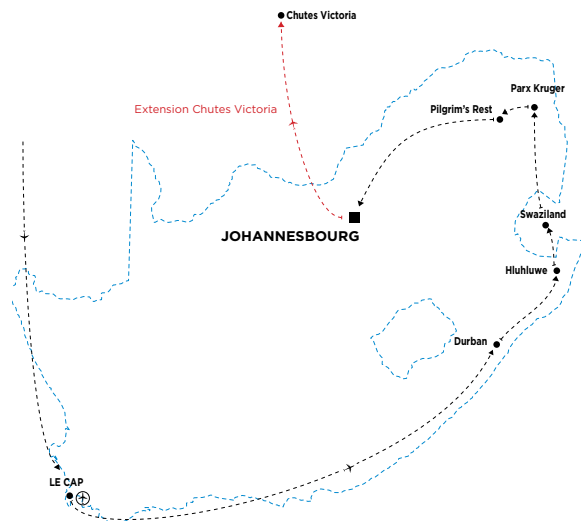 Chutes Victoria
Parx Kruger
Extension Chutes Victoria
Pilgrim's Rest
Swaziland
JOHANNESBOURG
Hluhluwe
Durban
LE CAP